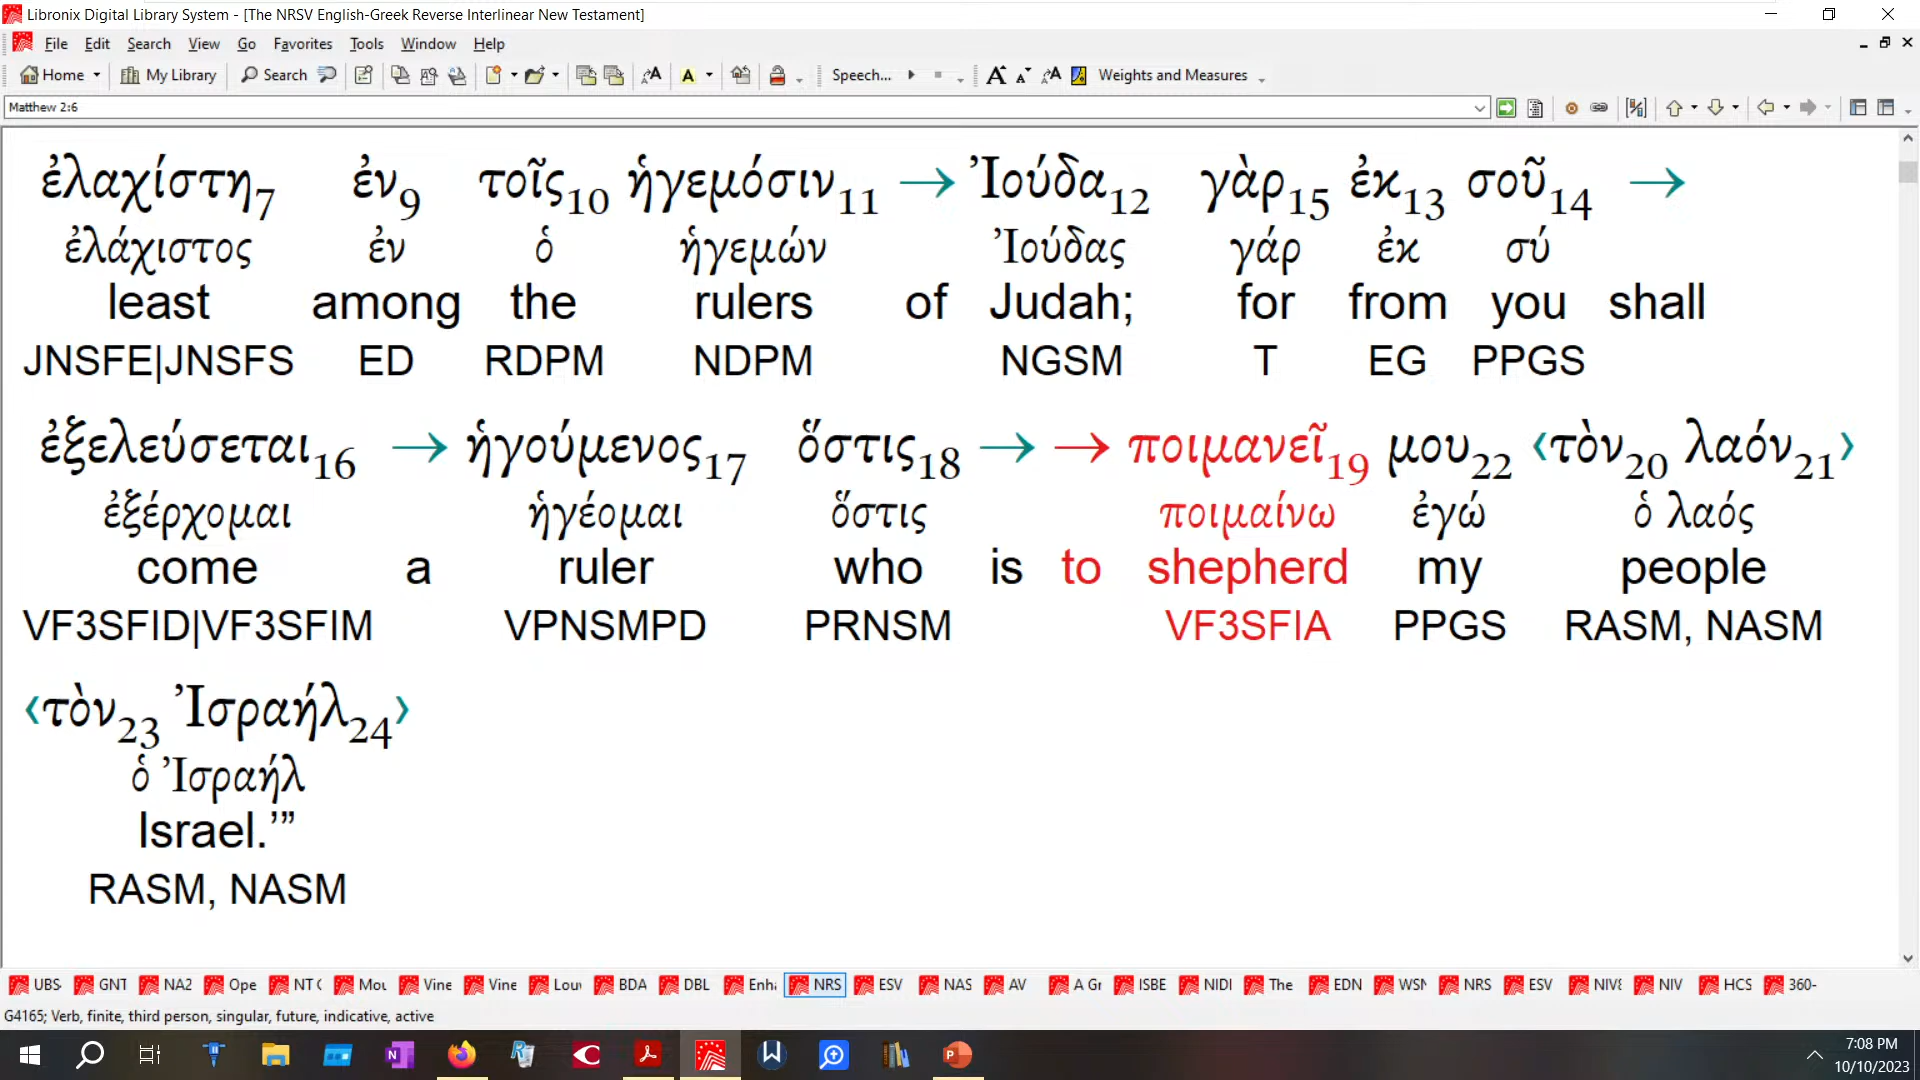 Libronix Digital Library System - [The NRSV English-Greek Reverse Interlinear New Testament]
File Edit Search View Go Favorites Tools Window Help
Home My Library Search Speech... Weights and Measures
Matthew 2:6
ἐλαχίστη7 ἐν9 τοῖς10 ἡγεμόσιν11 → Ἰούδα12 γὰρ15 ἐκ13 σοῦ14 →
ἐλάχιστος ἐν ὁ ἡγεμών Ἰούδας γάρ ἐκ σύ
least among the rulers of Judah; for from you shall
JNSFE|JNSFS ED RDPM NDPM NGSM T EG PPGS
ἐξελεύσεται16 → ἡγούμενος17 ὅστις18 → → ποιμανεῖ19 μου22 ‹τὸν20 λαόν21›
ἐξέρχομαι ἡγέομαι ὅστις ποιμαίνω ἐγώ ὁ λαός
come a ruler who is to shepherd my people
VF3SFID|VF3SFIM VPNSMPD PRNSM VF3SFIA PPGS RASM, NASM
‹τὸν23 Ἰσραήλ24›
ὁ Ἰσραήλ
Israel.’”
RASM, NASM
UBS GNT NA2 Ope NT C Mou Vine Vine Lou BDA DBL Enha NRS ESV NAS AV A Gr ISBE NIDI The EDN WSN NRS ESV NIV NIV HCS 360-
G4165; Verb, finite, third person, singular, future, indicative, active
7:08 PM
10/10/2023